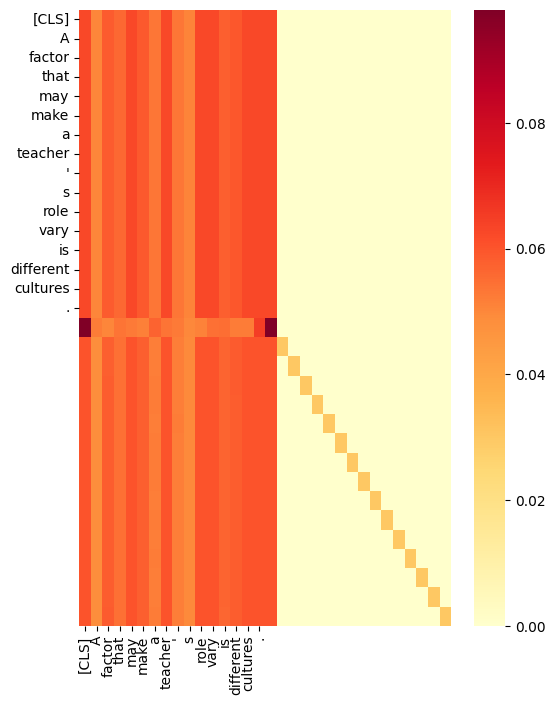 [CLS]
A
factor
that
may
make
a
teacher
'
s
role
vary
is
different
cultures
.
[CLS]
A
factor
that
may
make
a
teacher
'
s
role
vary
is
different
cultures
.
0.08
0.06
0.04
0.02
0.00